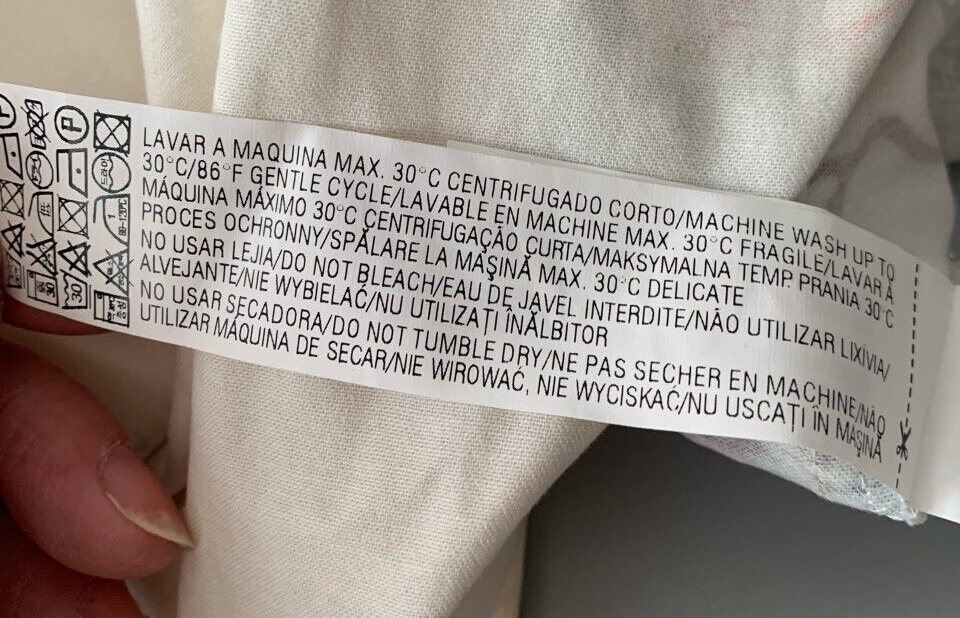 LAVAR A MAQUINA MAX. 30°C CENTRIFUGADO CORTO/MACHINE WASH UP TO
30°C/86°F GENTLE CYCLE/LAVABLE EN MACHINE MAX. 30°C FRAGILE/LAVAR À
MÁQUINA MÁXIMO 30°C CENTRIFUGAÇÃO CURTA/MAKSYMALNA TEMP. PRANIA 30°C
PROCES OCHRONNY/SPĂLARE LA MAŞINĂ MAX. 30°C DELICATE
NO USAR LEJIA/DO NOT BLEACH/EAU DE JAVEL INTERDITE/NÃO UTILIZAR LIXÍVIA/
ALVEJANTE/NIE WYBIELAĆ/NU UTILIZAŢI ÎNĂLBITOR
NO USAR SECADORA/DO NOT TUMBLE DRY/NE PAS SECHER EN MACHINE/NÃO
UTILIZAR MÁQUINA DE SECAR/NIE WIROWAĆ, NIE WYCISKAĆ/NU USCAŢI ÎN MAŞINĂ